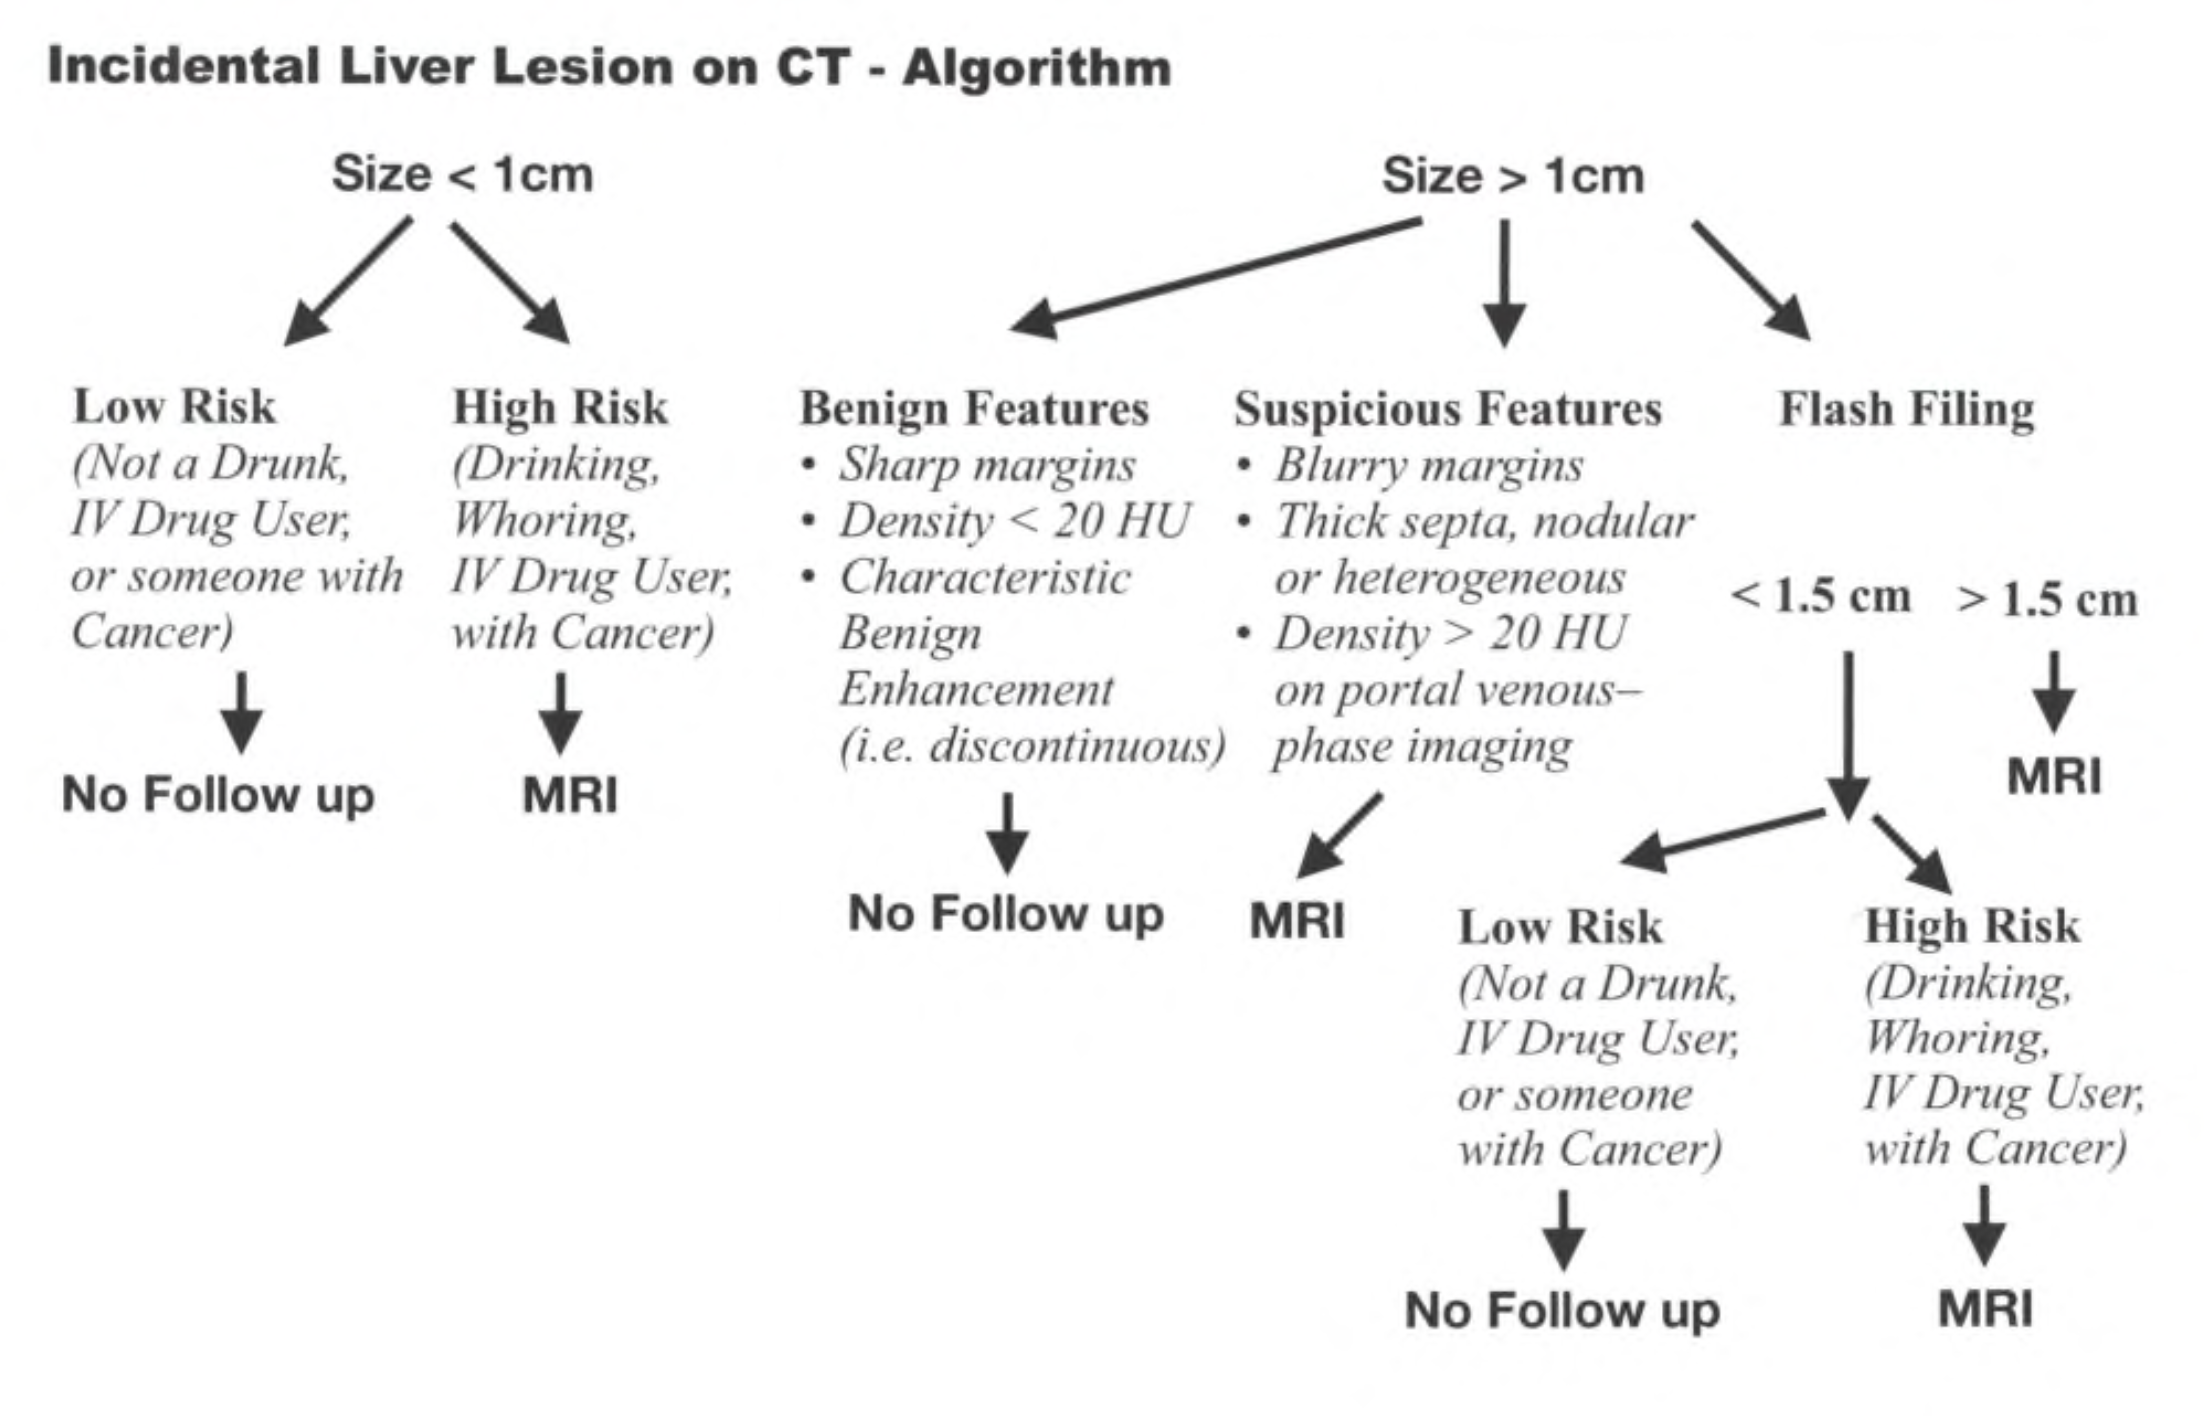 Incidental Liver Lesion on CT - Algorithm
Size < 1cm
Low Risk
(Not a Drunk,
IV Drug User,
or someone with
Cancer)
No Follow up
High Risk
(Drinking,
Whoring,
IV Drug User,
with Cancer)
MRI
Size > 1cm
Benign Features
• Sharp margins
• Density < 20 HU
• Characteristic
Benign
Enhancement
(i.e. discontinuous)
No Follow up
Suspicious Features
• Blurry margins
• Thick septa, nodular
or heterogeneous
• Density > 20 HU
on portal venous–
phase imaging
MRI
Flash Filing
< 1.5 cm
> 1.5 cm
MRI
Low Risk
(Not a Drunk,
IV Drug User,
or someone
with Cancer)
No Follow up
High Risk
(Drinking,
Whoring,
IV Drug User,
with Cancer)
MRI